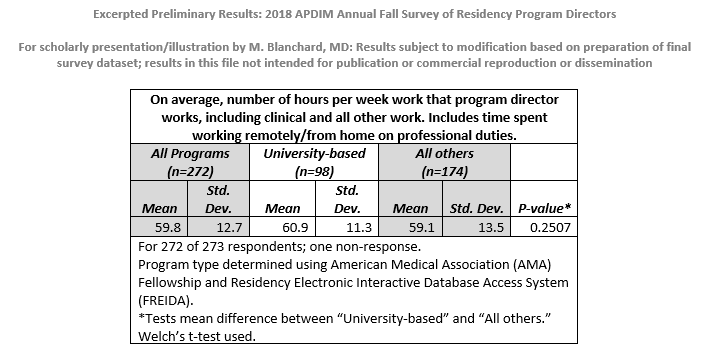 Excerpted Preliminary Results: 2018 APDIM Annual Fall Survey of Residency Program Directors
For scholarly presentation/illustration by M. Blanchard, MD: Results subject to modification based on preparation of final
survey dataset; results in this file not intended for publication or commercial reproduction or dissemination
On average, number of hours per week work that program director
works, including clinical and all other work. Includes time spent
working remotely/from home on professional duties.
All Programs University-based All others
(n=272) (n=98) (n=174)
Std. Std.
Mean Dev. Mean Dev. Mean Std. Dev. P-value*
59.8 12.7 60.9 11.3 59.1 13.5 0.2507
For 272 of 273 respondents; one non-response.
Program type determined using American Medical Association (AMA)
Fellowship and Residency Electronic Interactive Database Access System
(FREIDA).
*Tests mean difference between “University-based” and “All others.”
Welch’s t-test used.